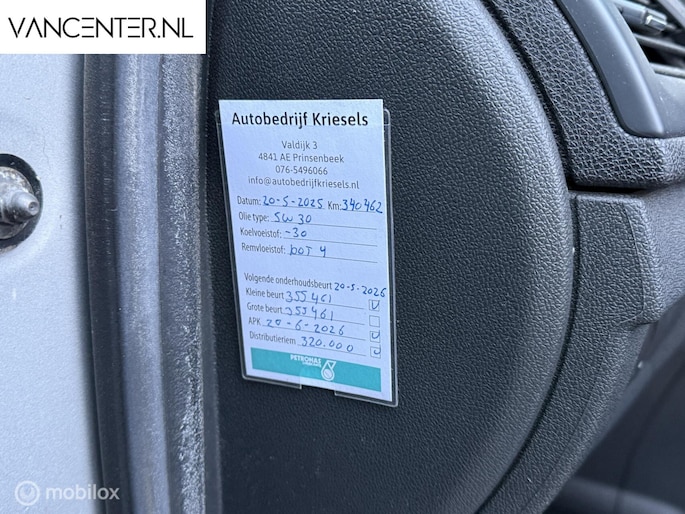 VANCENTER.NL
Autobedrijf Kriesels
Valdijk 3
4841 AE Prinsenbeek
076-5496066
info@autobedrijfkriesels.nl
Datum: 20-5-2025 Km: 340462
Olie type: 5W30
Koelvoeistof: -30
Remvloeistof: DOT 4
Volgende onderhoudsbeurt 20-5-2026
Kleine beurt 355461
Grote beurt 355461
APK 20-6-2026
Distributieriem 320.000
PETRONAS
mobilox